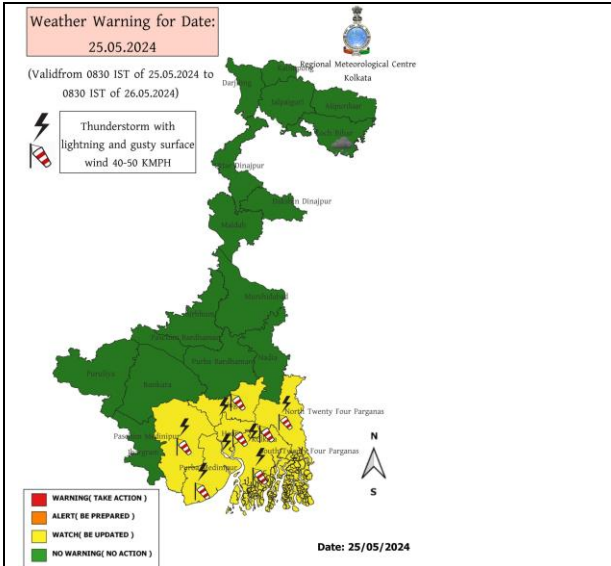 Weather Warning for Date:
25.05.2024
(Validfrom 0830 IST of 25.05.2024 to
0830 IST of 26.05.2024)
Thunderstorm with
lightning and gusty surface
wind 40-50 KMPH
Regional Meteorological Centre
Kolkata
Darjiling
Jalpaiguri
Alipurduar
Koch Bihar
Dinajpur
Dinajpur
Maldah
Murshidabad
Birbhum
Paschim Bardhaman
Purba Bardhaman
Nadia
Puruliya
Bankura
North Twenty Four Parganas
Paschim Medinipur
Jhargram
South Twenty Four Parganas
Purba Medinipur
N
S
WARNING( TAKE ACTION )
ALERT( BE PREPARED )
WATCH( BE UPDATED )
NO WARNING( NO ACTION )
Date: 25/05/2024